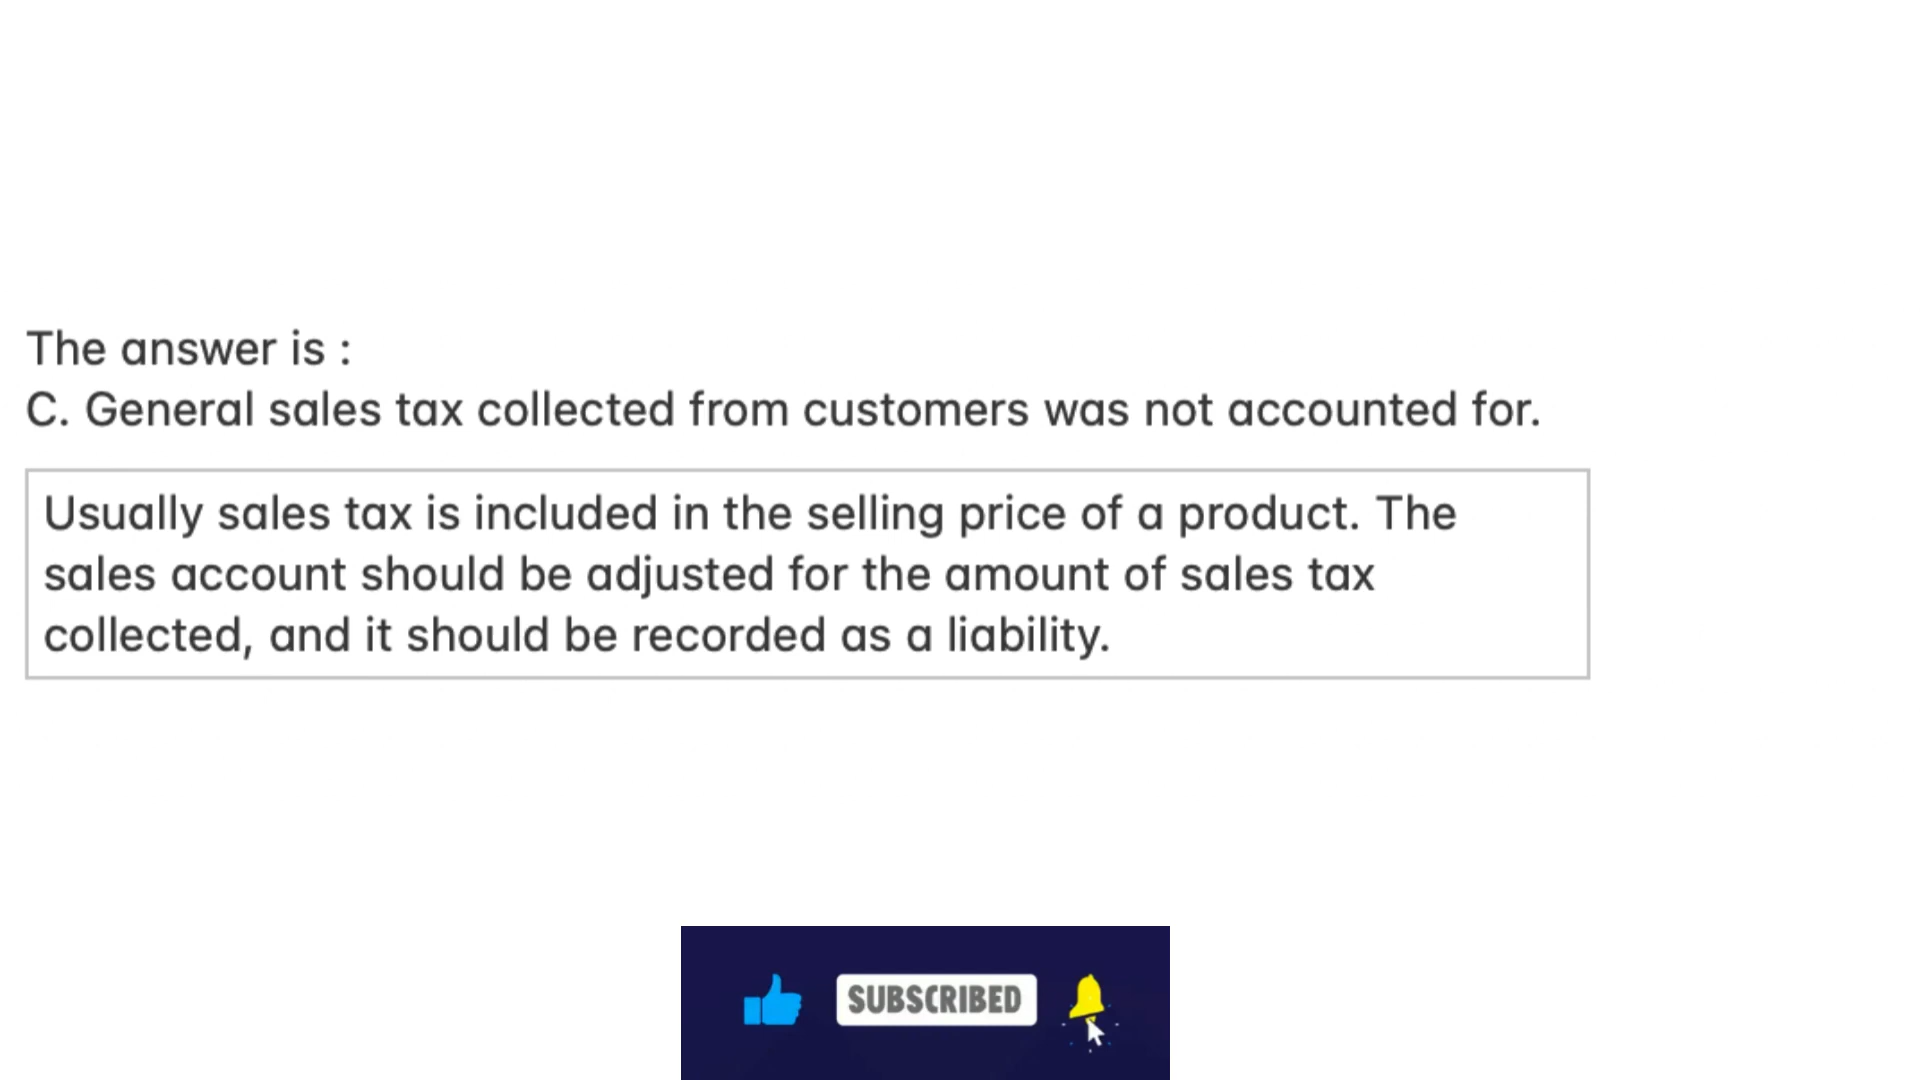 The answer is :
C. General sales tax collected from customers was not accounted for.
Usually sales tax is included in the selling price of a product. The
sales account should be adjusted for the amount of sales tax
collected, and it should be recorded as a liability.
SUBSCRIBED